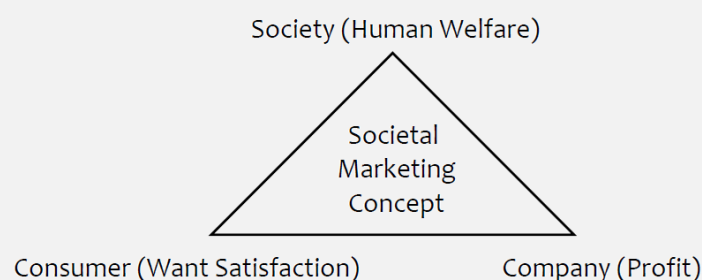 Society (Human Welfare)
Societal
Marketing
Concept
Consumer (Want Satisfaction)
Company (Profit)